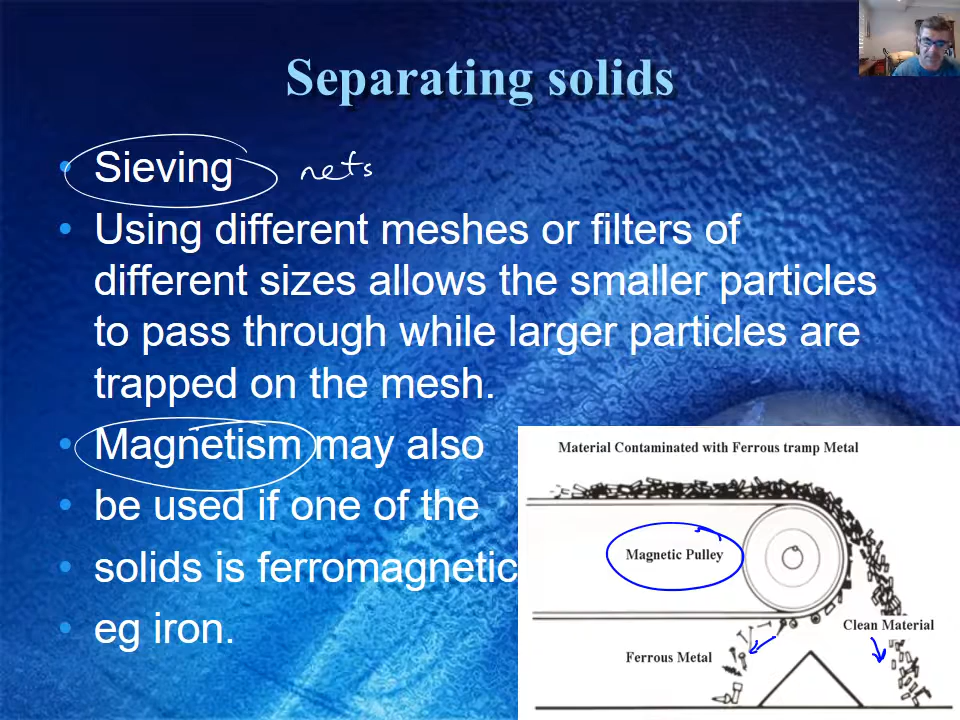 Separating solids
• Sieving nets
• Using different meshes or filters of
different sizes allows the smaller particles
to pass through while larger particles are
trapped on the mesh.
• Magnetism may also
• be used if one of the
• solids is ferromagnetic
• eg iron.
Material Contaminated with Ferrous tramp Metal
Magnetic Pulley
Clean Material
Ferrous Metal